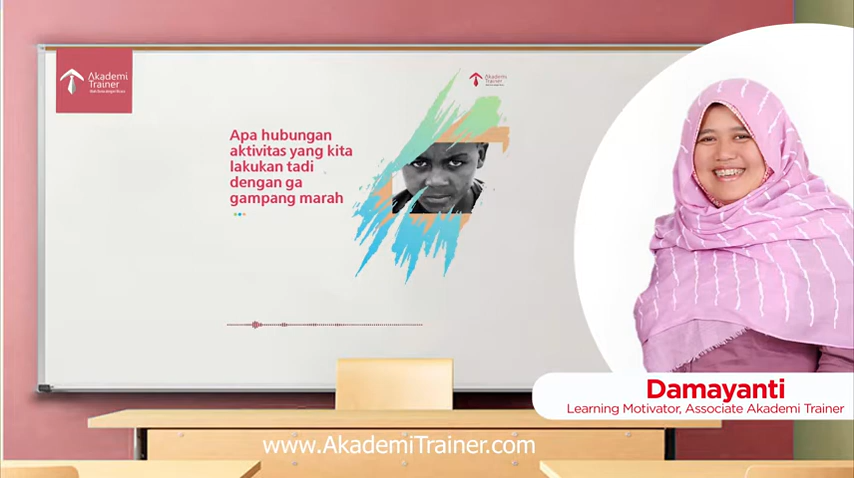 Akademi
Trainer
Akademi
Trainer
Apa hubungan
aktivitas yang kita
lakukan tadi
dengan ga
gampang marah
Damayanti
Learning Motivator, Associate Akademi Trainer
www.AkademiTrainer.com